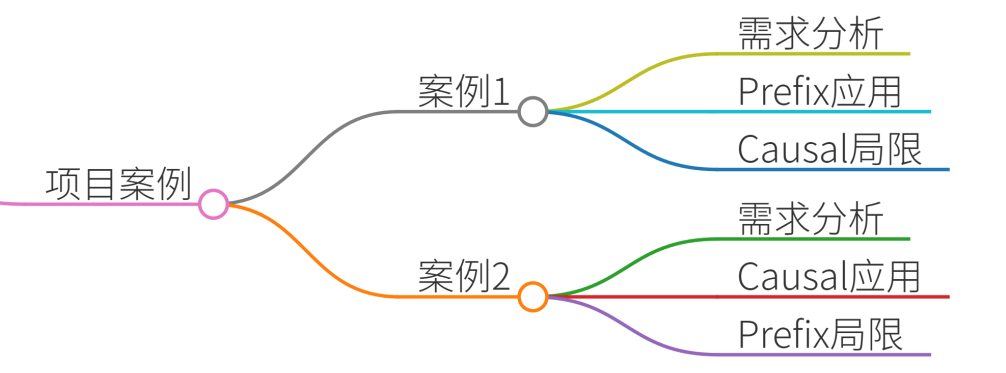 项目案例
案例1
需求分析
Prefix应用
Causal局限
案例2
需求分析
Causal应用
Prefix局限